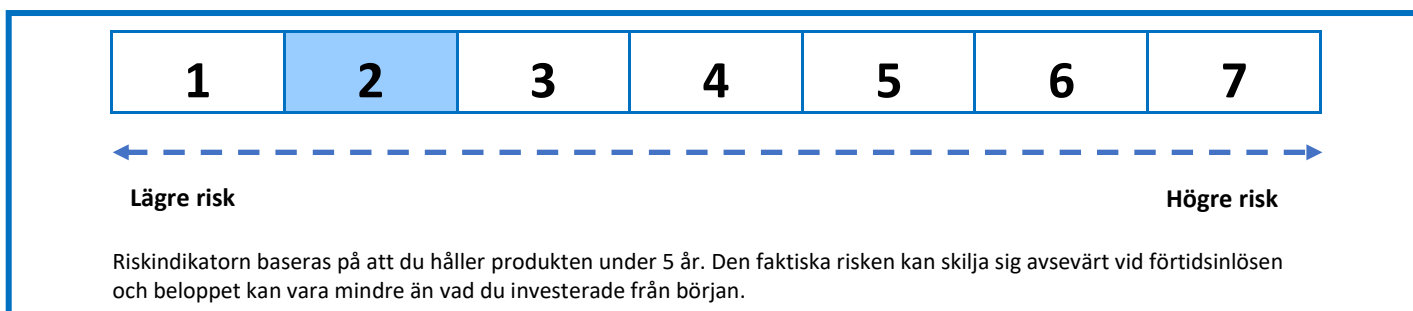 1 2 3 4 5 6 7
Lägre risk Högre risk
Riskindikatorn baseras på att du håller produkten under 5 år. Den faktiska risken kan skilja sig avsevärt vid förtidsinlösen
och beloppet kan vara mindre än vad du investerade från början.